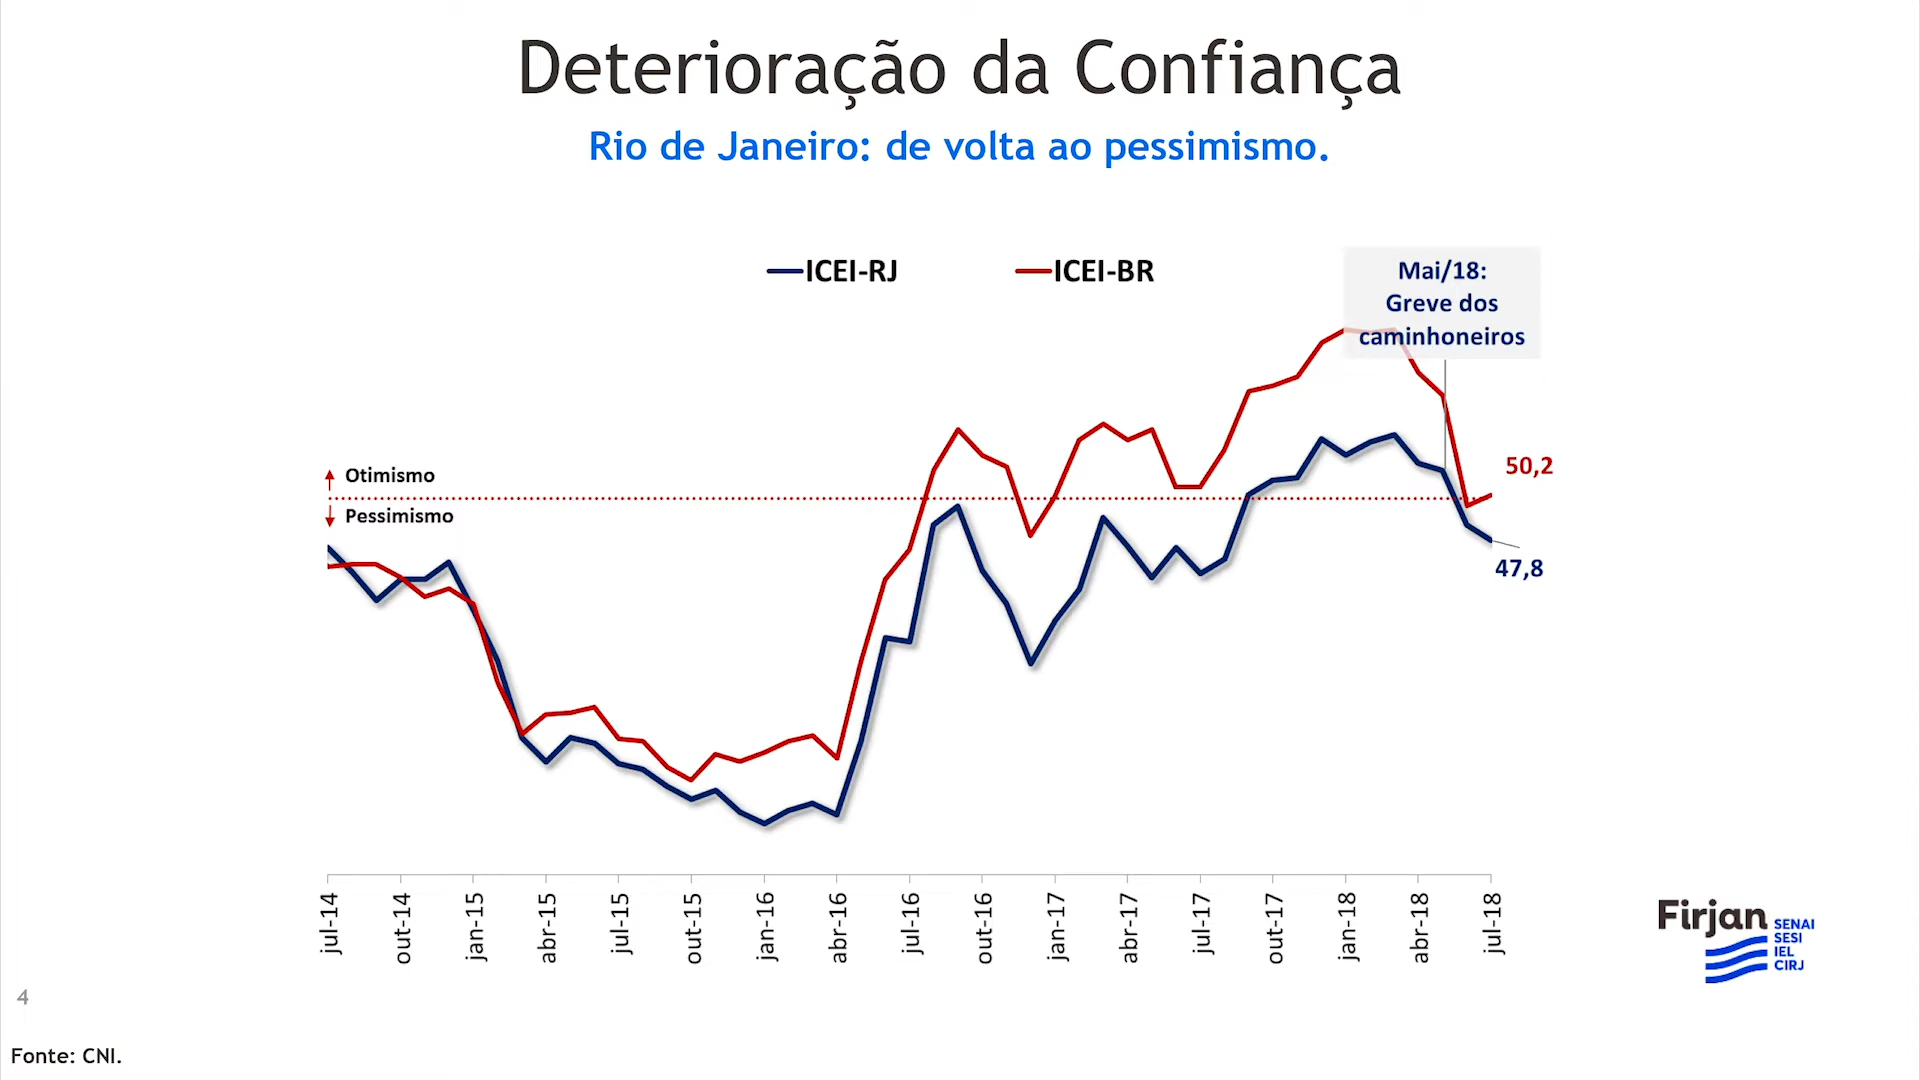 Deterioração da Confiança
Rio de Janeiro: de volta ao pessimismo.
ICEI-RJ
ICEI-BR
Mai/18:
Greve dos
caminhoneiros
Otimismo
Pessimismo
50,2
47,8
jul-14
out-14
jan-15
abr-15
jul-15
out-15
jan-16
abr-16
jul-16
out-16
jan-17
abr-17
jul-17
out-17
jan-18
abr-18
jul-18
Firjan
SENAI
SESI
IEL
CIRJ
4
Fonte: CNI.